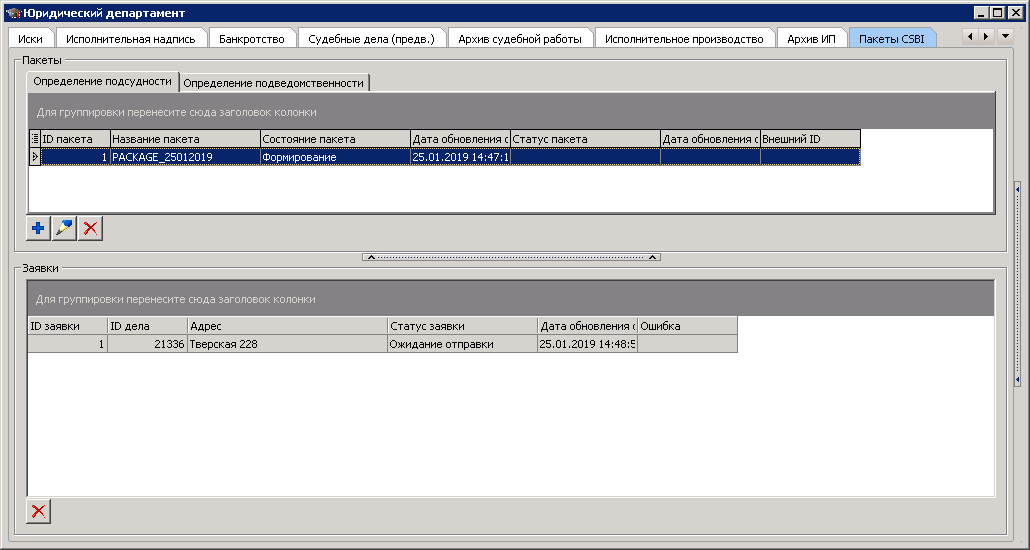 Юридический департамент
Иски Исполнительная надпись Банкротство Судебные дела (предв.) Архив судебной работы Исполнительное производство Архив ИП Пакеты CSBI
Пакеты
Определение подсудности Определение подведомственности
Для группировки перенесите сюда заголовок колонки
ID пакета Название пакета Состояние пакета Дата обновления с Статус пакета Дата обновления с Внешний ID
1 PACKAGE_25012019 Формирование 25.01.2019 14:47:1
Заявки
Для группировки перенесите сюда заголовок колонки
ID заявки ID дела Адрес Статус заявки Дата обновления с Ошибка
1 21336 Тверская 228 Ожидание отправки 25.01.2019 14:48:5